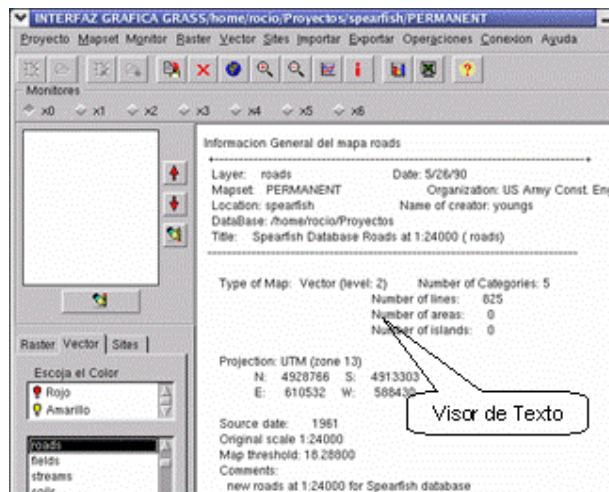 INTERFAZ GRAFICA GRASS/home/rocio/Proyectos/spearfish/PERMANENT
Proyecto Mapset Monitor Raster Vector Sites Importar Exportar Operaciones Conexion Ayuda
Monitores
x0 x1 x2 x3 x4 x5 x6
Informacion General del mapa roads
Layer: roads Date: 5/26/90
Mapset: PERMANENT Organization: US Army Const. Eng
Location: spearfish Name of creator: youngs
DataBase: /home/rocio/Proyectos
Title: Spearfish Database Roads at 1:24000 ( roads)
Type of Map: Vector (level: 2) Number of Categories: 5
Number of lines: 825
Number of areas: 0
Number of islands: 0
Projection: UTM (zone 13)
N: 4928766 S: 4913303
E: 610532 W: 588430
Source date: 1961
Original scale 1:24000
Map threshold: 18.28800
Comments:
new roads at 1:24000 for Spearfish database
Visor de Texto
Raster Vector Sites
Escoja el Color
Rojo
Amarillo
roads
fields
streams
soils